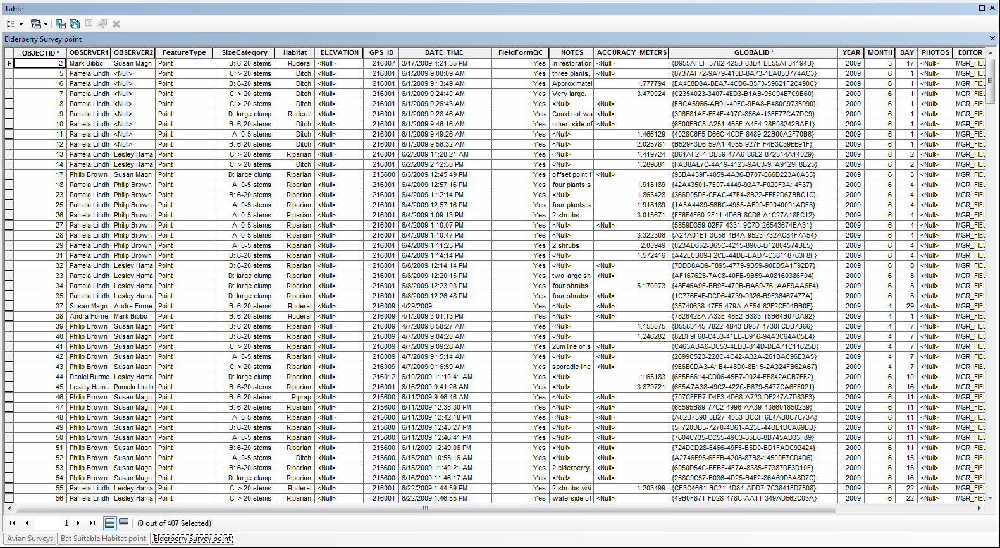 Table
Elderberry Survey point
OBJECTID * OBSERVER1 OBSERVER2 FeatureType SizeCategory Habitat ELEVATION GPS_ID DATE_TIME_ FieldFormQC NOTES ACCURACY_METERS GLOBALID * YEAR MONTH DAY PHOTOS EDITOR_
2 Mark Bibbo Susan Magn Point B: 6-20 stems Ruderal <Null> 216007 3/17/2009 4:21:35 PM Yes In restoration <Null> {D955AFEF-3762-425B-83D4-BE55AF34194B} 2009 3 17 <Null> MGR_FIEL
5 Pamela Lindh <Null> Point C: > 20 stems Ditch <Null> 216001 6/1/2009 9:08:09 AM Yes three plants, <Null> {8737AF72-9A79-410D-8A73-1EA05B774AC3} 2009 6 1 <Null> MGR_FIEL
6 Pamela Lindh <Null> Point B: 6-20 stems Ditch <Null> 216001 6/1/2009 9:13:49 AM Yes Approximatel 1.777794 {EA4E8D8A-BEA7-4CD6-B5F3-59621F2C490C} 2009 6 1 <Null> MGR_FIEL
7 Pamela Lindh <Null> Point C: > 20 stems Ditch <Null> 216001 6/1/2009 9:24:40 AM Yes Very large. 3.479024 {C2354023-3407-4ED3-B1AB-95C94E7C9B60} 2009 6 1 <Null> MGR_FIEL
8 Pamela Lindh <Null> Point C: > 20 stems Ditch <Null> 216001 6/1/2009 9:26:43 AM Yes <Null> <Null> {EBCA5966-AB91-40FC-9FA8-B480C9735990} 2009 6 1 <Null> MGR_FIEL
9 Pamela Lindh <Null> Point D: large clump Ruderal <Null> 216001 6/1/2009 9:28:46 AM Yes Could not wa <Null> {396F81AE-EE4F-407C-856A-13EF77CA7DC9} 2009 6 1 <Null> MGR_FIEL
10 Pamela Lindh <Null> Point B: 6-20 stems Ditch <Null> 216001 6/1/2009 9:46:16 AM Yes other side of <Null> {6E00EBC5-A251-458E-A4E4-28B08242BAF1} 2009 6 1 <Null> MGR_FIEL
11 Pamela Lindh <Null> Point A: 0-5 stems Ditch <Null> 216001 6/1/2009 9:49:26 AM Yes <Null> 1.466129 {4028C6F5-D66C-4CDF-8489-22B00A2F70B6} 2009 6 1 <Null> MGR_FIEL
12 Pamela Lindh <Null> Point B: 6-20 stems Ditch <Null> 216001 6/1/2009 9:56:32 AM Yes <Null> 2.025781 {B529F3D6-59A1-4055-927F-F4B3C39EE91F} 2009 6 1 <Null> MGR_FIEL
13 Pamela Lindh Lesley Hama Point C: > 20 stems Riparian <Null> 216001 6/2/2009 11:28:21 AM Yes <Null> 1.419724 {D61AF2F1-DB59-47A6-86E2-872314A14029} 2009 6 2 <Null> MGR_FIEL
14 Pamela Lindh Lesley Hama Point C: > 20 stems Ditch <Null> 216001 6/2/2009 2:12:30 PM Yes <Null> 1.289681 {FAB8AE7C-4A19-4123-9AC3-9FA9129F8B25} 2009 6 2 <Null> MGR_FIEL
17 Philip Brown Susan Magn Point D: large clump Riparian <Null> 215600 6/3/2009 12:45:49 PM Yes offset point f <Null> {95BA439F-4059-4A36-B707-E66D223A0A35} 2009 6 3 <Null> MGR_FIEL
18 Pamela Lindh Philip Brown Point A: 0-5 stems Riparian <Null> 216001 6/4/2009 12:57:16 PM Yes four plants s 1.918189 {42A43501-7E07-4449-93A7-F020F3A14F37} 2009 6 4 <Null> MGR_FIEL
23 Pamela Lindh Philip Brown Point B: 6-20 stems Riparian <Null> 216001 6/4/2009 1:12:14 PM Yes <Null> 1.863428 {366D05DE-CEAC-47E4-8B22-EEE2D67BBC1C} 2009 6 4 <Null> MGR_FIEL
25 Pamela Lindh Philip Brown Point A: 0-5 stems Riparian <Null> 216001 6/4/2009 12:57:16 PM Yes four plants s 1.918189 {1A5A4489-56BC-4955-AF99-E0040091ADE8} 2009 6 4 <Null> MGR_FIEL
26 Pamela Lindh Philip Brown Point A: 0-5 stems Riparian <Null> 216001 6/4/2009 1:09:13 PM Yes 2 shrubs 3.015671 {FF6E4F60-2F11-4D6B-8CD6-A1C27A18EC12} 2009 6 4 <Null> MGR_FIEL
27 Pamela Lindh Philip Brown Point A: 0-5 stems Riparian <Null> 216001 6/4/2009 1:10:07 PM Yes <Null> <Null> {5859D359-02F7-4331-9C7D-26543674BA31} 2009 6 4 <Null> MGR_FIEL
28 Pamela Lindh Philip Brown Point A: 0-5 stems Riparian <Null> 216001 6/4/2009 1:10:47 PM Yes <Null> 3.322306 {A24A01E1-3C56-4B4A-9523-732AC84F7A54} 2009 6 4 <Null> MGR_FIEL
29 Pamela Lindh Philip Brown Point A: 0-5 stems Riparian <Null> 216001 6/4/2009 1:11:23 PM Yes 2 shrubs 2.00949 {023AD652-B65C-4215-8908-D12804574BE5} 2009 6 4 <Null> MGR_FIEL
31 Pamela Lindh Philip Brown Point B: 6-20 stems Riparian <Null> 216001 6/4/2009 1:14:14 PM Yes <Null> 1.572416 {A42ECB69-F2CB-44DB-BAD7-C38118763F8F} 2009 6 4 <Null> MGR_FIEL
32 Pamela Lindh Lesley Hama Point B: 6-20 stems Riparian <Null> 216001 6/8/2009 12:14:14 PM Yes <Null> <Null> {7DDD8AD9-F895-4779-9B59-90ED5A1F92D7} 2009 6 8 <Null> MGR_FIEL
33 Pamela Lindh Lesley Hama Point D: large clump Riparian <Null> 216001 6/8/2009 12:20:15 PM Yes two large sh <Null> {AF167625-7AC8-40FB-9B59-A08160386F04} 2009 6 8 <Null> MGR_FIEL
34 Pamela Lindh Lesley Hama Point D: large clump Riparian <Null> 216001 6/8/2009 12:23:03 PM Yes four shrubs 5.170073 {48F46A9E-BB9F-470B-BA69-761AAE9AA6F4} 2009 6 8 <Null> MGR_FIEL
35 Pamela Lindh Lesley Hama Point D: large clump Riparian <Null> 216001 6/8/2009 12:26:48 PM Yes four shrubs <Null> {1C776F4F-DCD6-4739-9326-B9F36467477A} 2009 6 8 <Null> MGR_FIEL
37 Susan Magn Andra Forne Point B: 6-20 stems Ruderal <Null> 216009 4/29/2009 Yes <Null> <Null> {35740638-47F5-479A-AF54-62E2CE04BB0E} 2009 4 29 <Null> MGR_FIEL
38 Andra Forne Mark Bibbo Point B: 6-20 stems Ruderal <Null> 216009 4/1/2009 3:01:13 PM Yes <Null> <Null> {782642EA-A33E-48E2-B383-15B64B07DA92} 2009 4 1 <Null> MGR_FIEL
39 Philip Brown Susan Magn Point B: 6-20 stems Riparian <Null> 216009 4/7/2009 8:58:27 AM Yes <Null> 1.155075 {D5583145-7822-4B43-B957-4730FCDB7B66} 2009 4 7 <Null> MGR_FIEL
40 Philip Brown Susan Magn Point B: 6-20 stems Riparian <Null> 216009 4/7/2009 9:04:20 AM Yes <Null> 1.246282 {82DF9F60-C433-41EB-B916-94A3C64AC5E4} 2009 4 7 <Null> MGR_FIEL
41 Philip Brown Susan Magn Point C: > 20 stems Riparian <Null> 216009 4/7/2009 9:09:28 AM Yes 20m line of s <Null> {C463ABA6-DC53-4EDB-814D-DEA71C11625D} 2009 4 7 <Null> MGR_FIEL
42 Philip Brown Susan Magn Point A: 0-5 stems Riparian <Null> 216009 4/7/2009 9:15:14 AM Yes <Null> <Null> {2699C523-228C-4C42-A32A-261BAC96E3A5} 2009 4 7 <Null> MGR_FIEL
43 Philip Brown Susan Magn Point C: > 20 stems Riparian <Null> 216009 4/7/2009 9:16:59 AM Yes sporadic line <Null> {9E6ECDA3-A1B4-48D0-8B15-2A324FB62A67} 2009 4 7 <Null> MGR_FIEL
44 Daniel Burme Lesley Hama Point D: large clump Riparian <Null> 216012 6/10/2009 11:10:41 AM Yes <Null> 1.65183 {6E5B6614-CD06-45B7-9024-EE842ACB7EE2} 2009 6 10 <Null> MGR_FIEL
45 Lesley Hama Pamela Lindh Point B: 6-20 stems Riparian <Null> 216001 6/16/2009 9:41:26 AM Yes <Null> 3.879721 {6E5A7A38-49C2-422C-B679-5477CA6FE021} 2009 6 16 <Null> MGR_FIEL
46 Philip Brown Susan Magn Point B: 6-20 stems Riprap <Null> 215600 6/11/2009 9:46:46 AM Yes <Null> <Null> {707CEFB7-D4F3-4D68-A723-DE247A7D83F3} 2009 6 11 <Null> MGR_FIEL
47 Philip Brown Susan Magn Point B: 6-20 stems Riparian <Null> 215600 6/11/2009 12:38:30 PM Yes <Null> <Null> {6E595B89-77C2-4996-AA39-436601650239} 2009 6 11 <Null> MGR_FIEL
48 Philip Brown Susan Magn Point A: 0-5 stems Riparian <Null> 215600 6/11/2009 12:42:18 PM Yes <Null> <Null> {A02B7590-3B27-4053-BCCF-6E4AB0C7C73A} 2009 6 11 <Null> MGR_FIEL
49 Philip Brown Susan Magn Point B: 6-20 stems Riparian <Null> 215600 6/11/2009 12:43:27 PM Yes <Null> <Null> {5F720DB3-7270-4D61-A23E-44DE1DCA69BB} 2009 6 11 <Null> MGR_FIEL
50 Philip Brown Susan Magn Point A: 0-5 stems Riparian <Null> 215600 6/11/2009 12:46:41 PM Yes <Null> <Null> {7604C735-CC55-49C3-85B6-8B745AD33F89} 2009 6 11 <Null> MGR_FIEL
51 Philip Brown Susan Magn Point B: 6-20 stems Riparian <Null> 215600 6/11/2009 12:49:06 PM Yes <Null> <Null> {724DCD28-E466-49F5-B5D0-BD1FADC92424} 2009 6 11 <Null> MGR_FIEL
52 Philip Brown Susan Magn Point A: 0-5 stems Ditch <Null> 215600 6/15/2009 10:55:16 AM Yes <Null> <Null> {A2746F95-6EFB-4208-87B8-14500E7CD4D6} 2009 6 15 <Null> MGR_FIEL
53 Philip Brown Susan Magn Point B: 6-20 stems Riparian <Null> 215600 6/15/2009 11:40:21 AM Yes 2 elderberry <Null> {6050D54C-BFBF-4E7A-8385-F7387DF3D10E} 2009 6 15 <Null> MGR_FIEL
54 Philip Brown Susan Magn Point D: large clump Riparian <Null> 215600 6/16/2009 11:46:17 AM Yes <Null> <Null> {258C9C57-B036-4D25-B4F2-86A69D5A8D7C} 2009 6 16 <Null> MGR_FIEL
55 Pamela Lindh Lesley Hama Point C: > 20 stems Ruderal <Null> 216001 6/22/2009 1:44:59 PM Yes 2 shrubs w\i 1.203499 {CB3C4661-BC21-4D84-ADD7-7C3841ED7508} 2009 6 22 <Null> MGR_FIEL
56 Pamela Lindh Lesley Hama Point C: > 20 stems Riparian <Null> 216001 6/22/2009 1:46:55 PM Yes waterside of <Null> {49B0F871-FD28-478C-AA11-349AD562C03A} 2009 6 22 <Null> MGR_FIEL
1 (0 out of 407 Selected)
Avian Surveys Bat Suitable Habitat point Elderberry Survey point